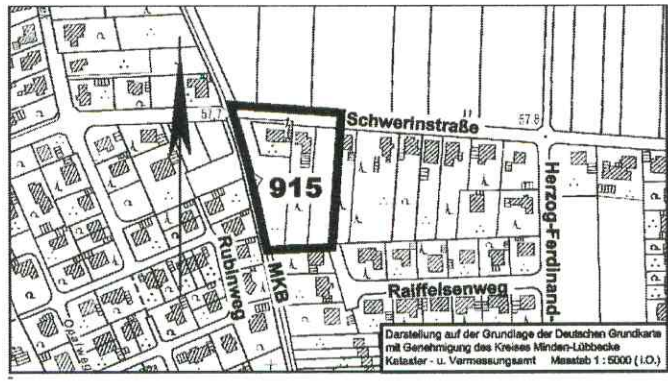 57.7
Schwerinstraße
57.8
915
Rubinweg
MKB
Herzog-Ferdinand-
Raiffeisenweg
Opalweg
Darstellung auf der Grundlage der Deutschen Grundkarte
mit Genehmigung des Kreises Minden-Lübbecke
Kataster - u. Vermessungsamt Masstab 1 : 5000 ( i.O.)